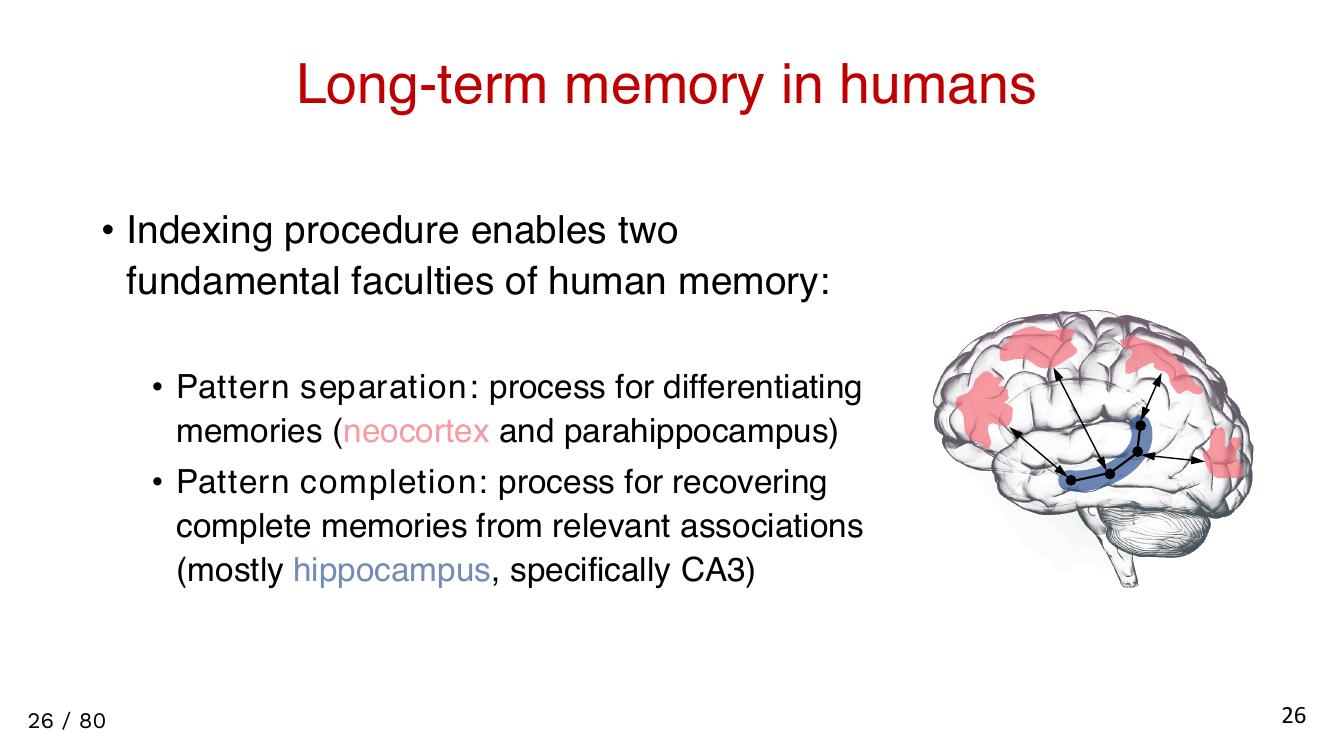 Long-term memory in humans
• Indexing procedure enables two
fundamental faculties of human memory:
• Pattern separation: process for differentiating
memories (neocortex and parahippocampus)
• Pattern completion: process for recovering
complete memories from relevant associations
(mostly hippocampus, specifically CA3)
26 / 80
26